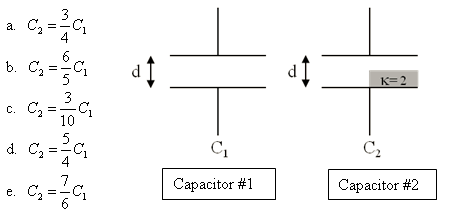 a. C₂ = 3/4 C₁
b. C₂ = 6/5 C₁
c. C₂ = 3/10 C₁
d. C₂ = 5/4 C₁
e. C₂ = 7/6 C₁
d
d
κ= 2
C₁
C₂
Capacitor #1
Capacitor #2